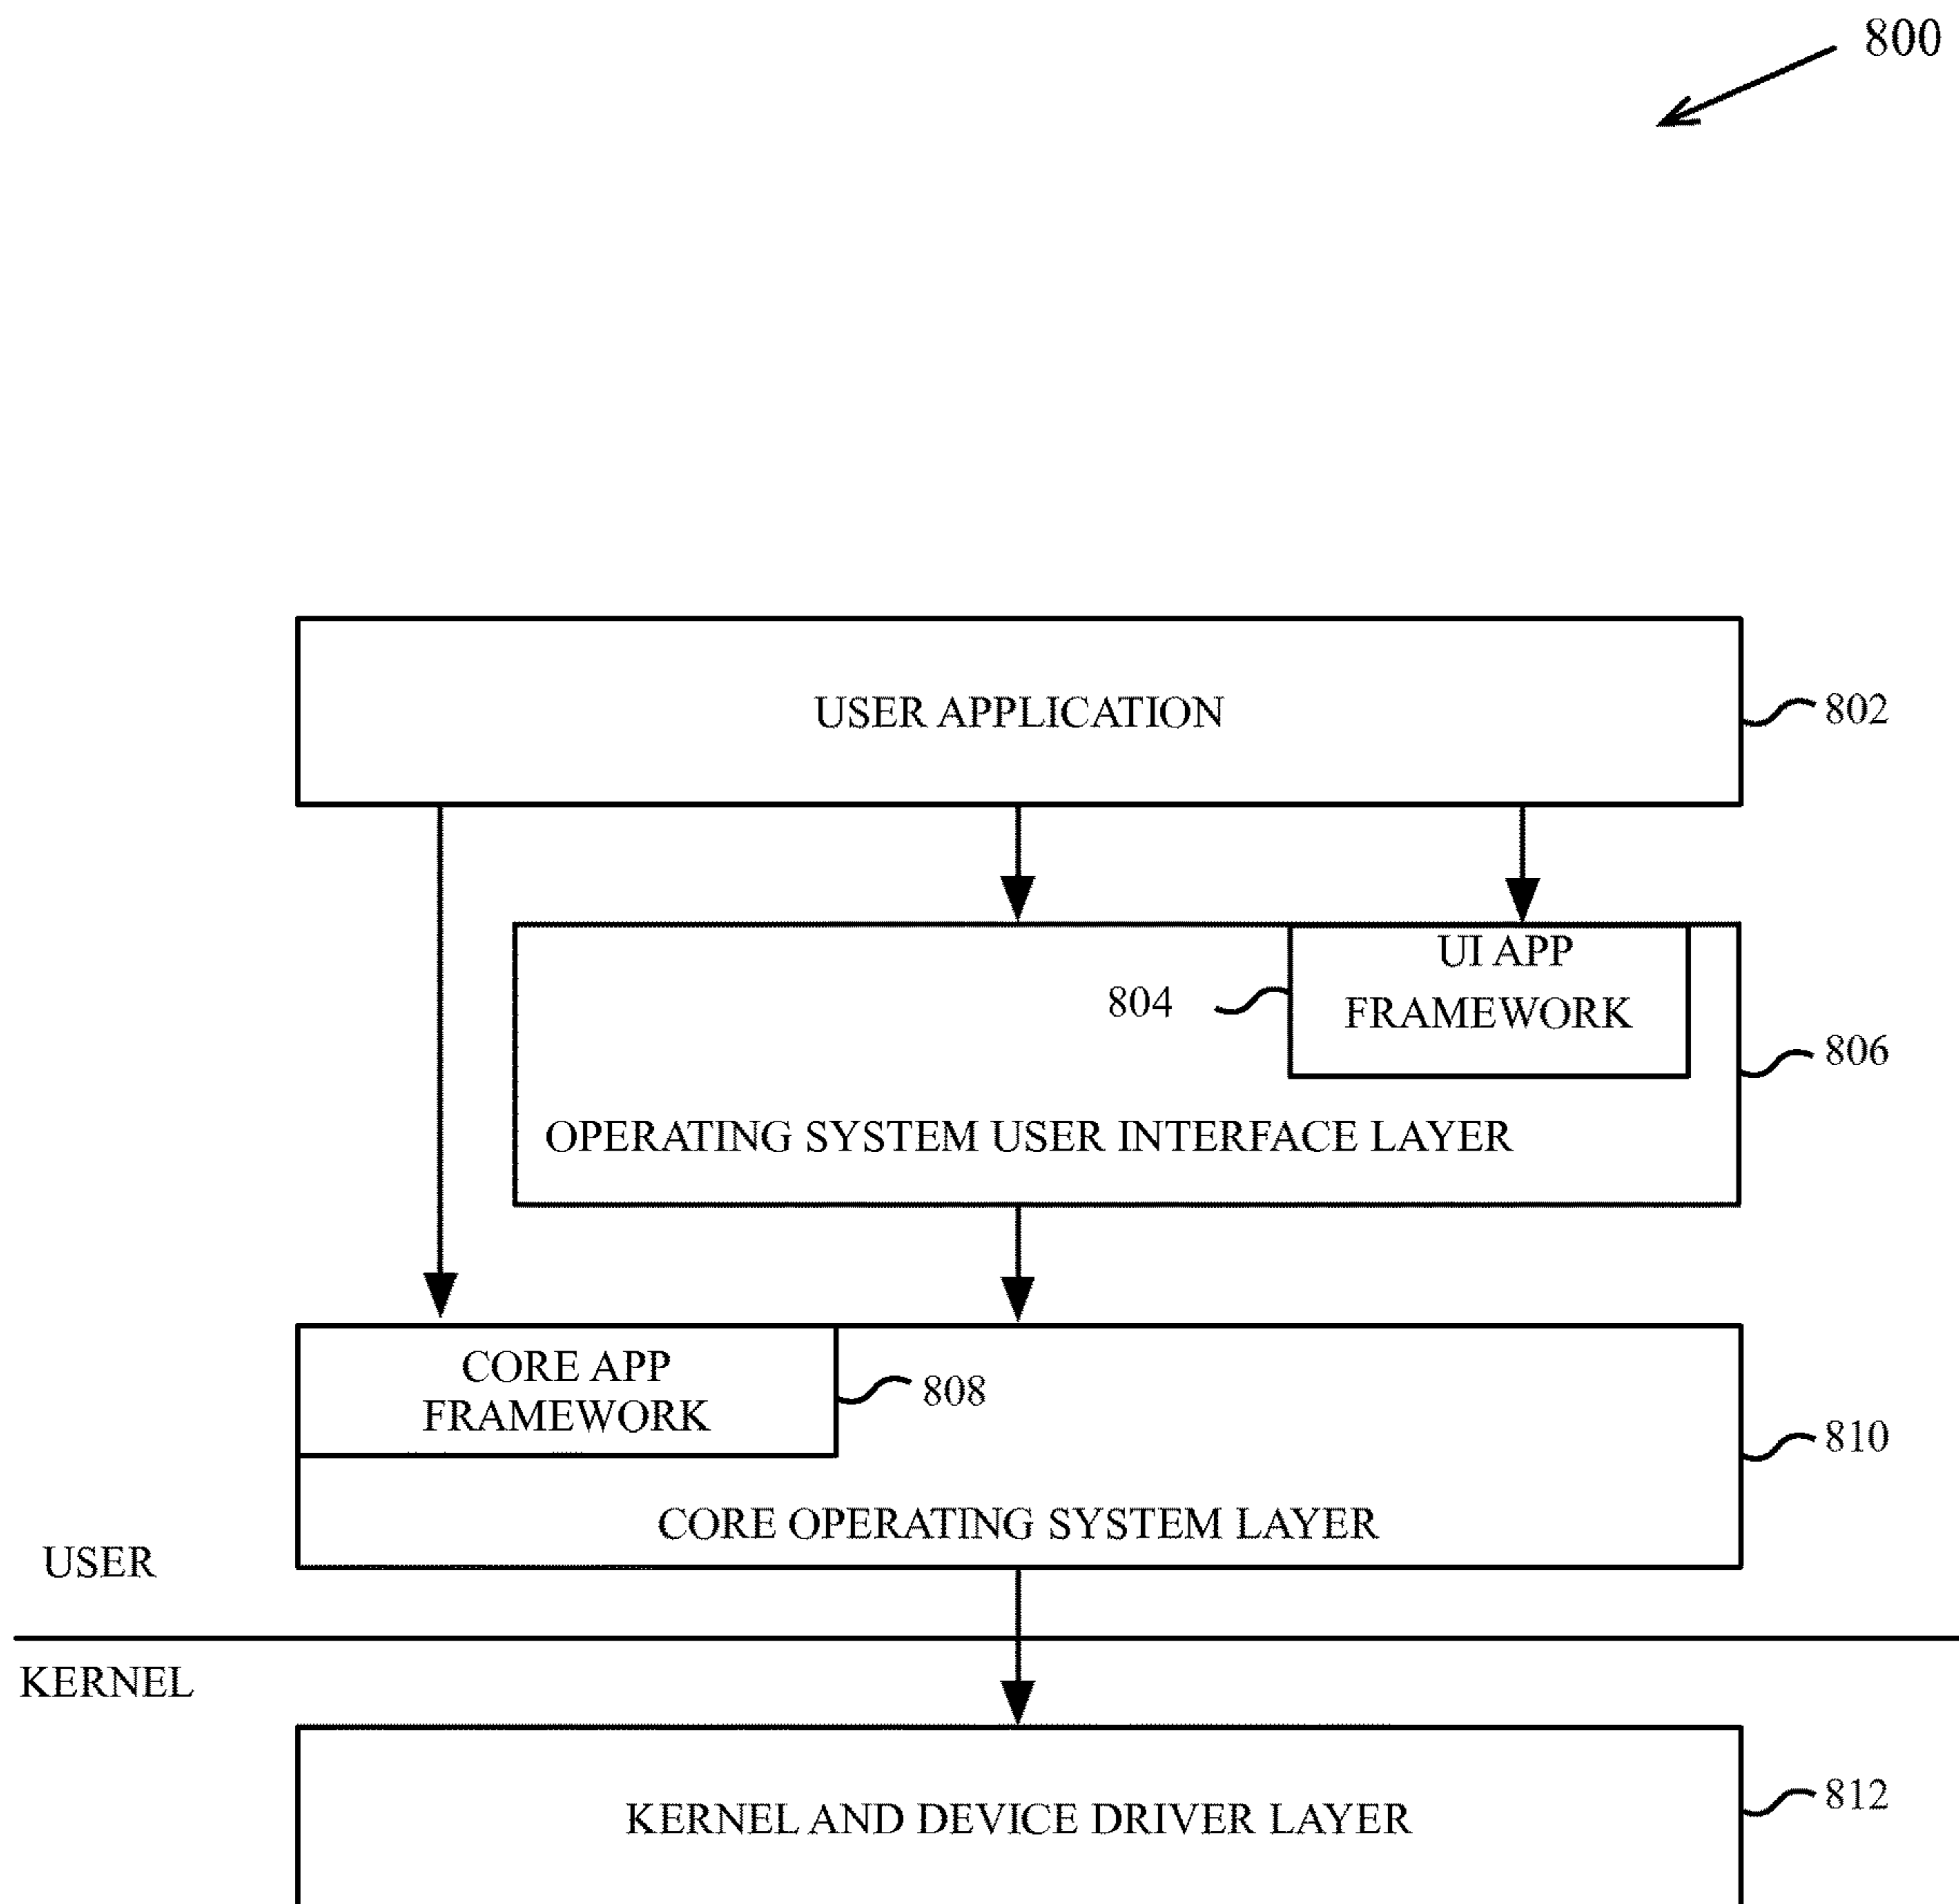 800
USER APPLICATION
802
UI APP
804
FRAMEWORK
806
OPERATING SYSTEM USER INTERFACE LAYER
CORE APP
FRAMEWORK
808
810
CORE OPERATING SYSTEM LAYER
USER
KERNEL
812
KERNEL AND DEVICE DRIVER LAYER